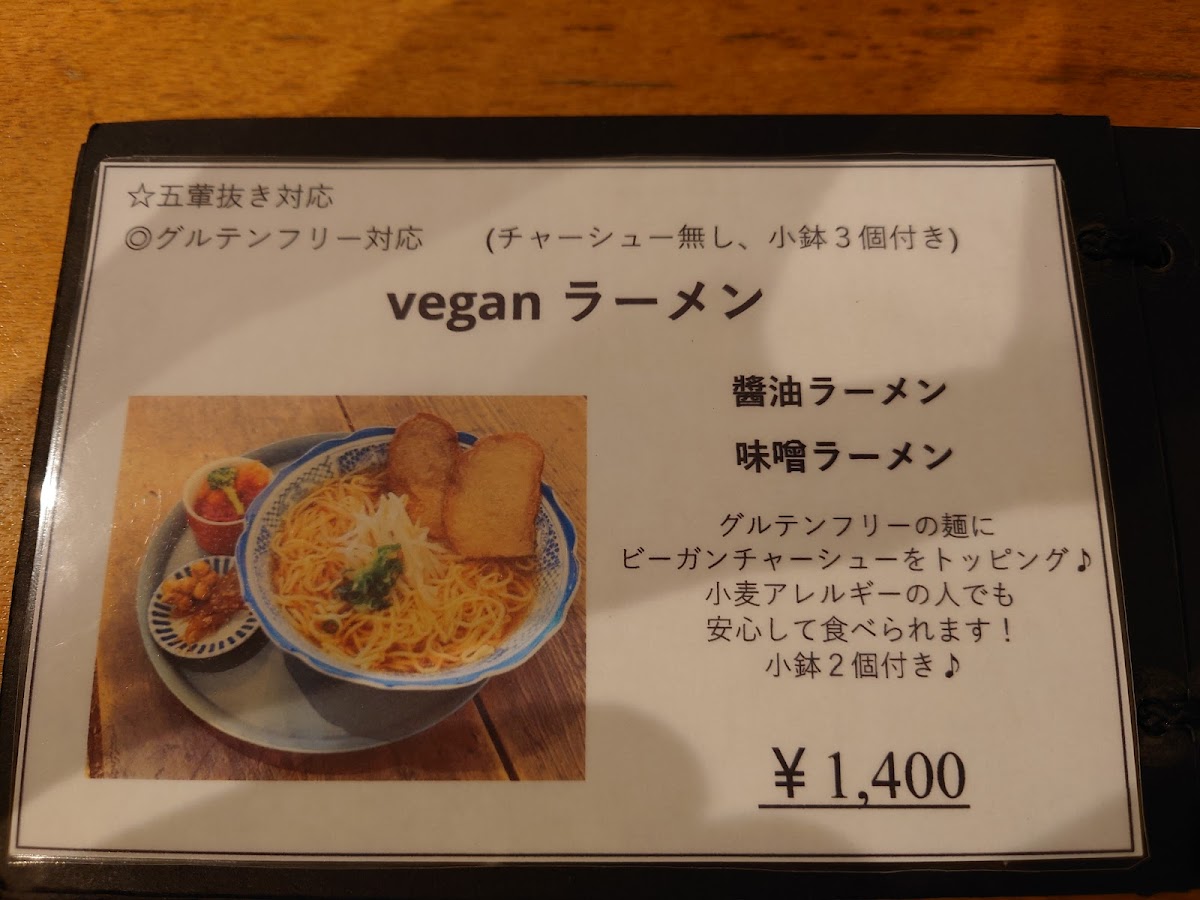 ☆五葷抜き対応
◎グルテンフリー対応　　(チャーシュー無し、小鉢３個付き)
vegan ラーメン
醬油ラーメン
味噌ラーメン
グルテンフリーの麺に
ビーガンチャーシューをトッピング♪
小麦アレルギーの人でも
安心して食べられます！
小鉢２個付き♪
￥1,400